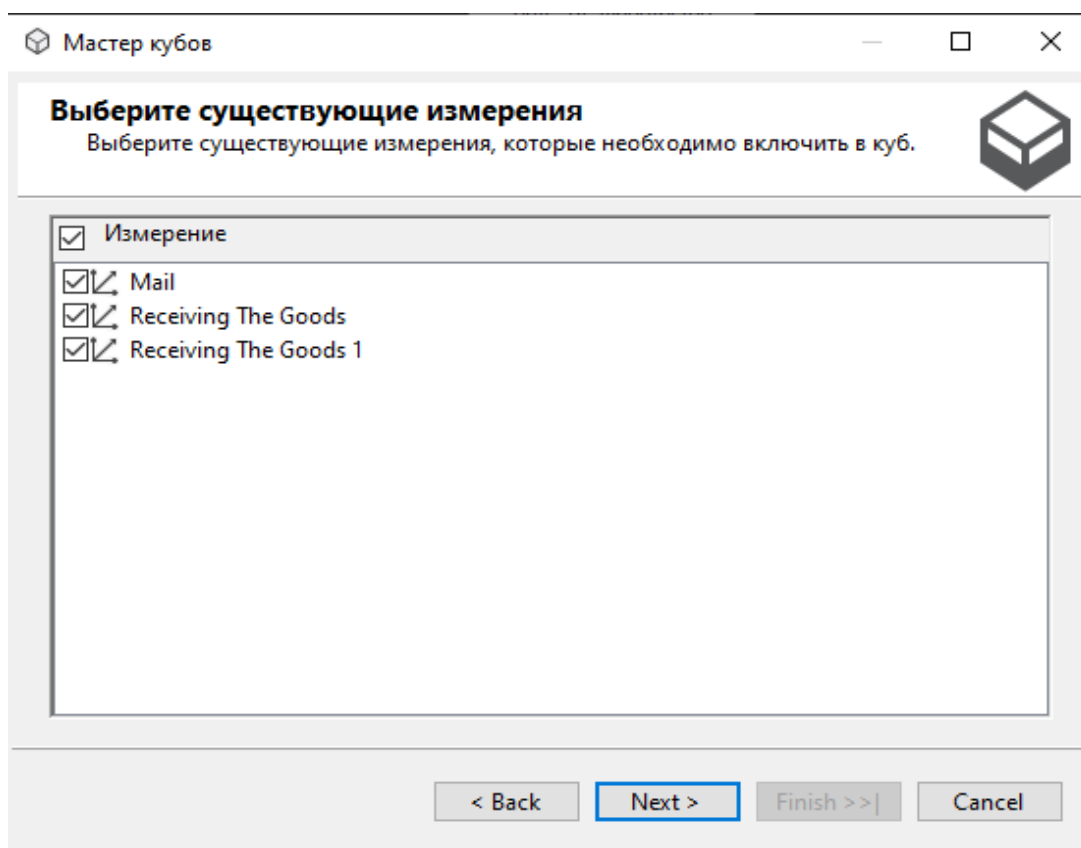 Мастер кубов
Выберите существующие измерения
Выберите существующие измерения, которые необходимо включить в куб.
Измерение
Mail
Receiving The Goods
Receiving The Goods 1
< Back Next > Finish >>| Cancel